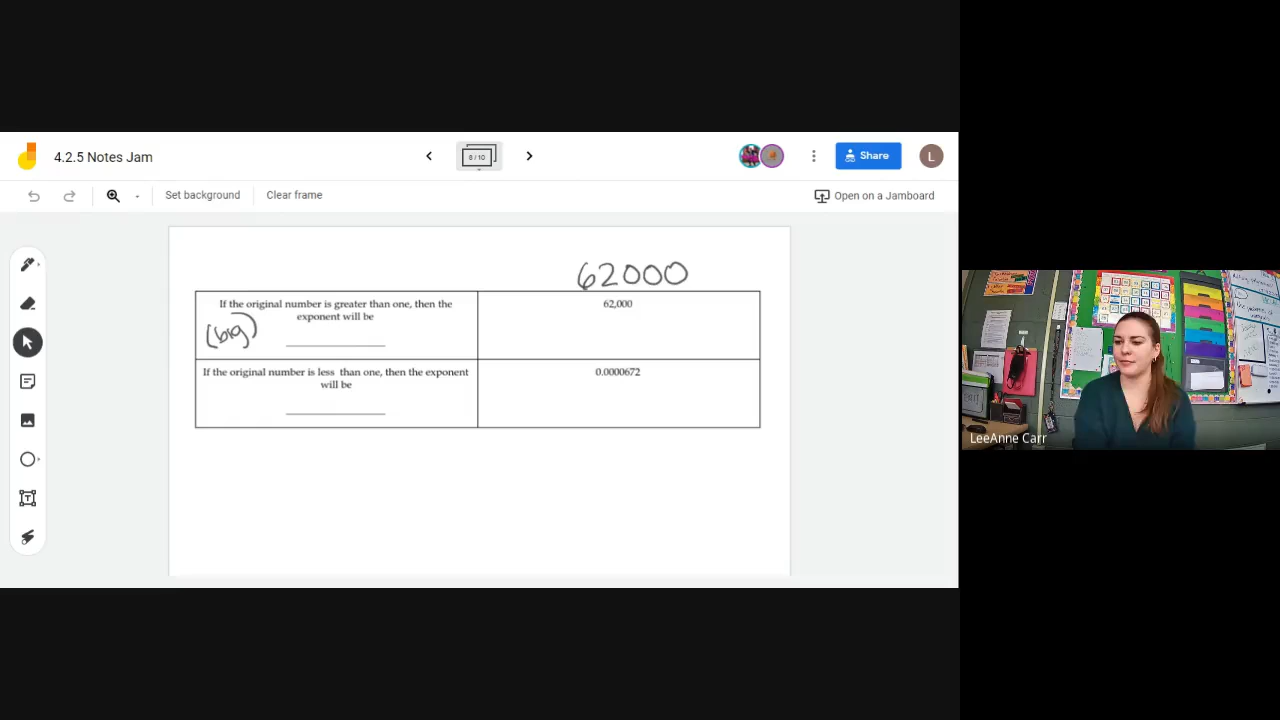 4.2.5 Notes Jam
8 / 10
Share
L
Set background
Clear frame
Open on a Jamboard
62000
If the original number is greater than one, then the
exponent will be
(big)
62,000
If the original number is less than one, then the exponent
will be
0.0000672
T
LeeAnne Carr